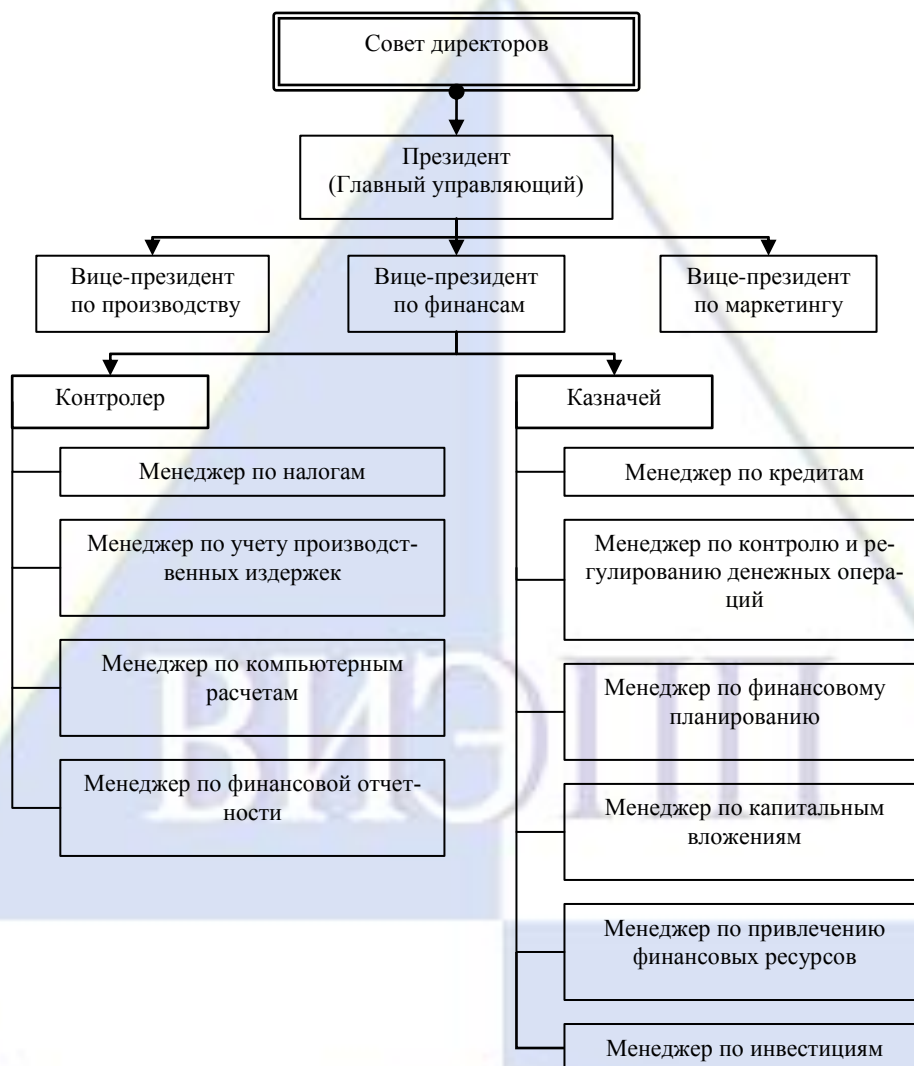 Совет директоров
Президент
(Главный управляющий)
Вице-президент
по производству
Вице-президент
по финансам
Вице-президент
по маркетингу
Контролер
Казначей
Менеджер по налогам
Менеджер по учету производст-
венных издержек
Менеджер по компьютерным
расчетам
Менеджер по финансовой отчет-
ности
Менеджер по кредитам
Менеджер по контролю и ре-
гулированию денежных опера-
ций
Менеджер по финансовому
планированию
Менеджер по капитальным
вложениям
Менеджер по привлечению
финансовых ресурсов
Менеджер по инвестициям
ВИЭПП